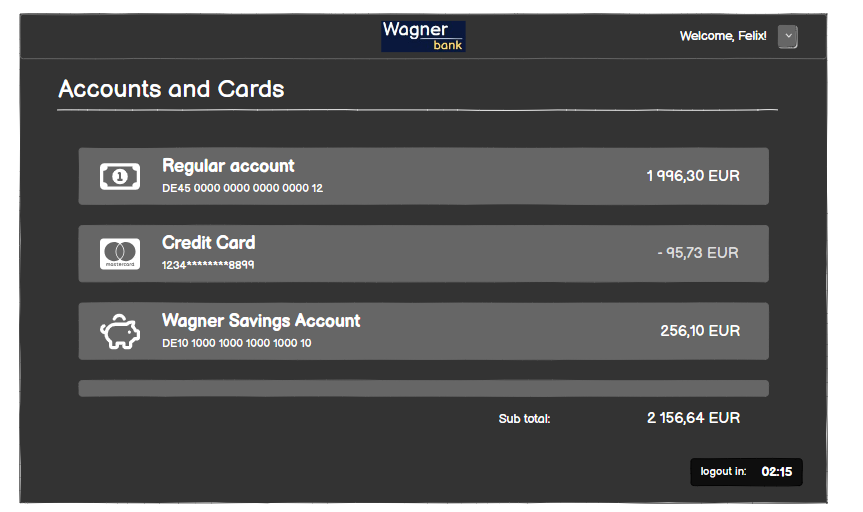 Wagner
bank
Welcome, Felix!
Accounts and Cards
Regular account
DE45 0000 0000 0000 0000 12
1 996,30 EUR
1
Credit Card
1234********8899
- 95,73 EUR
mastercard
Wagner Savings Account
DE10 1000 1000 1000 1000 10
256,10 EUR
Sub total: 2 156,64 EUR
logout in: 02:15